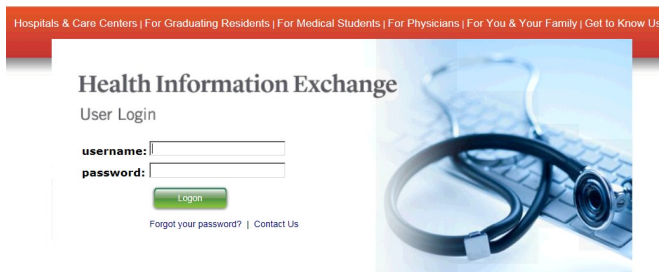 Hospitals & Care Centers | For Graduating Residents | For Medical Students | For Physicians | For You & Your Family | Get to Know Us
Health Information Exchange
User Login
username:
password:
Logon
Forgot your password? | Contact Us